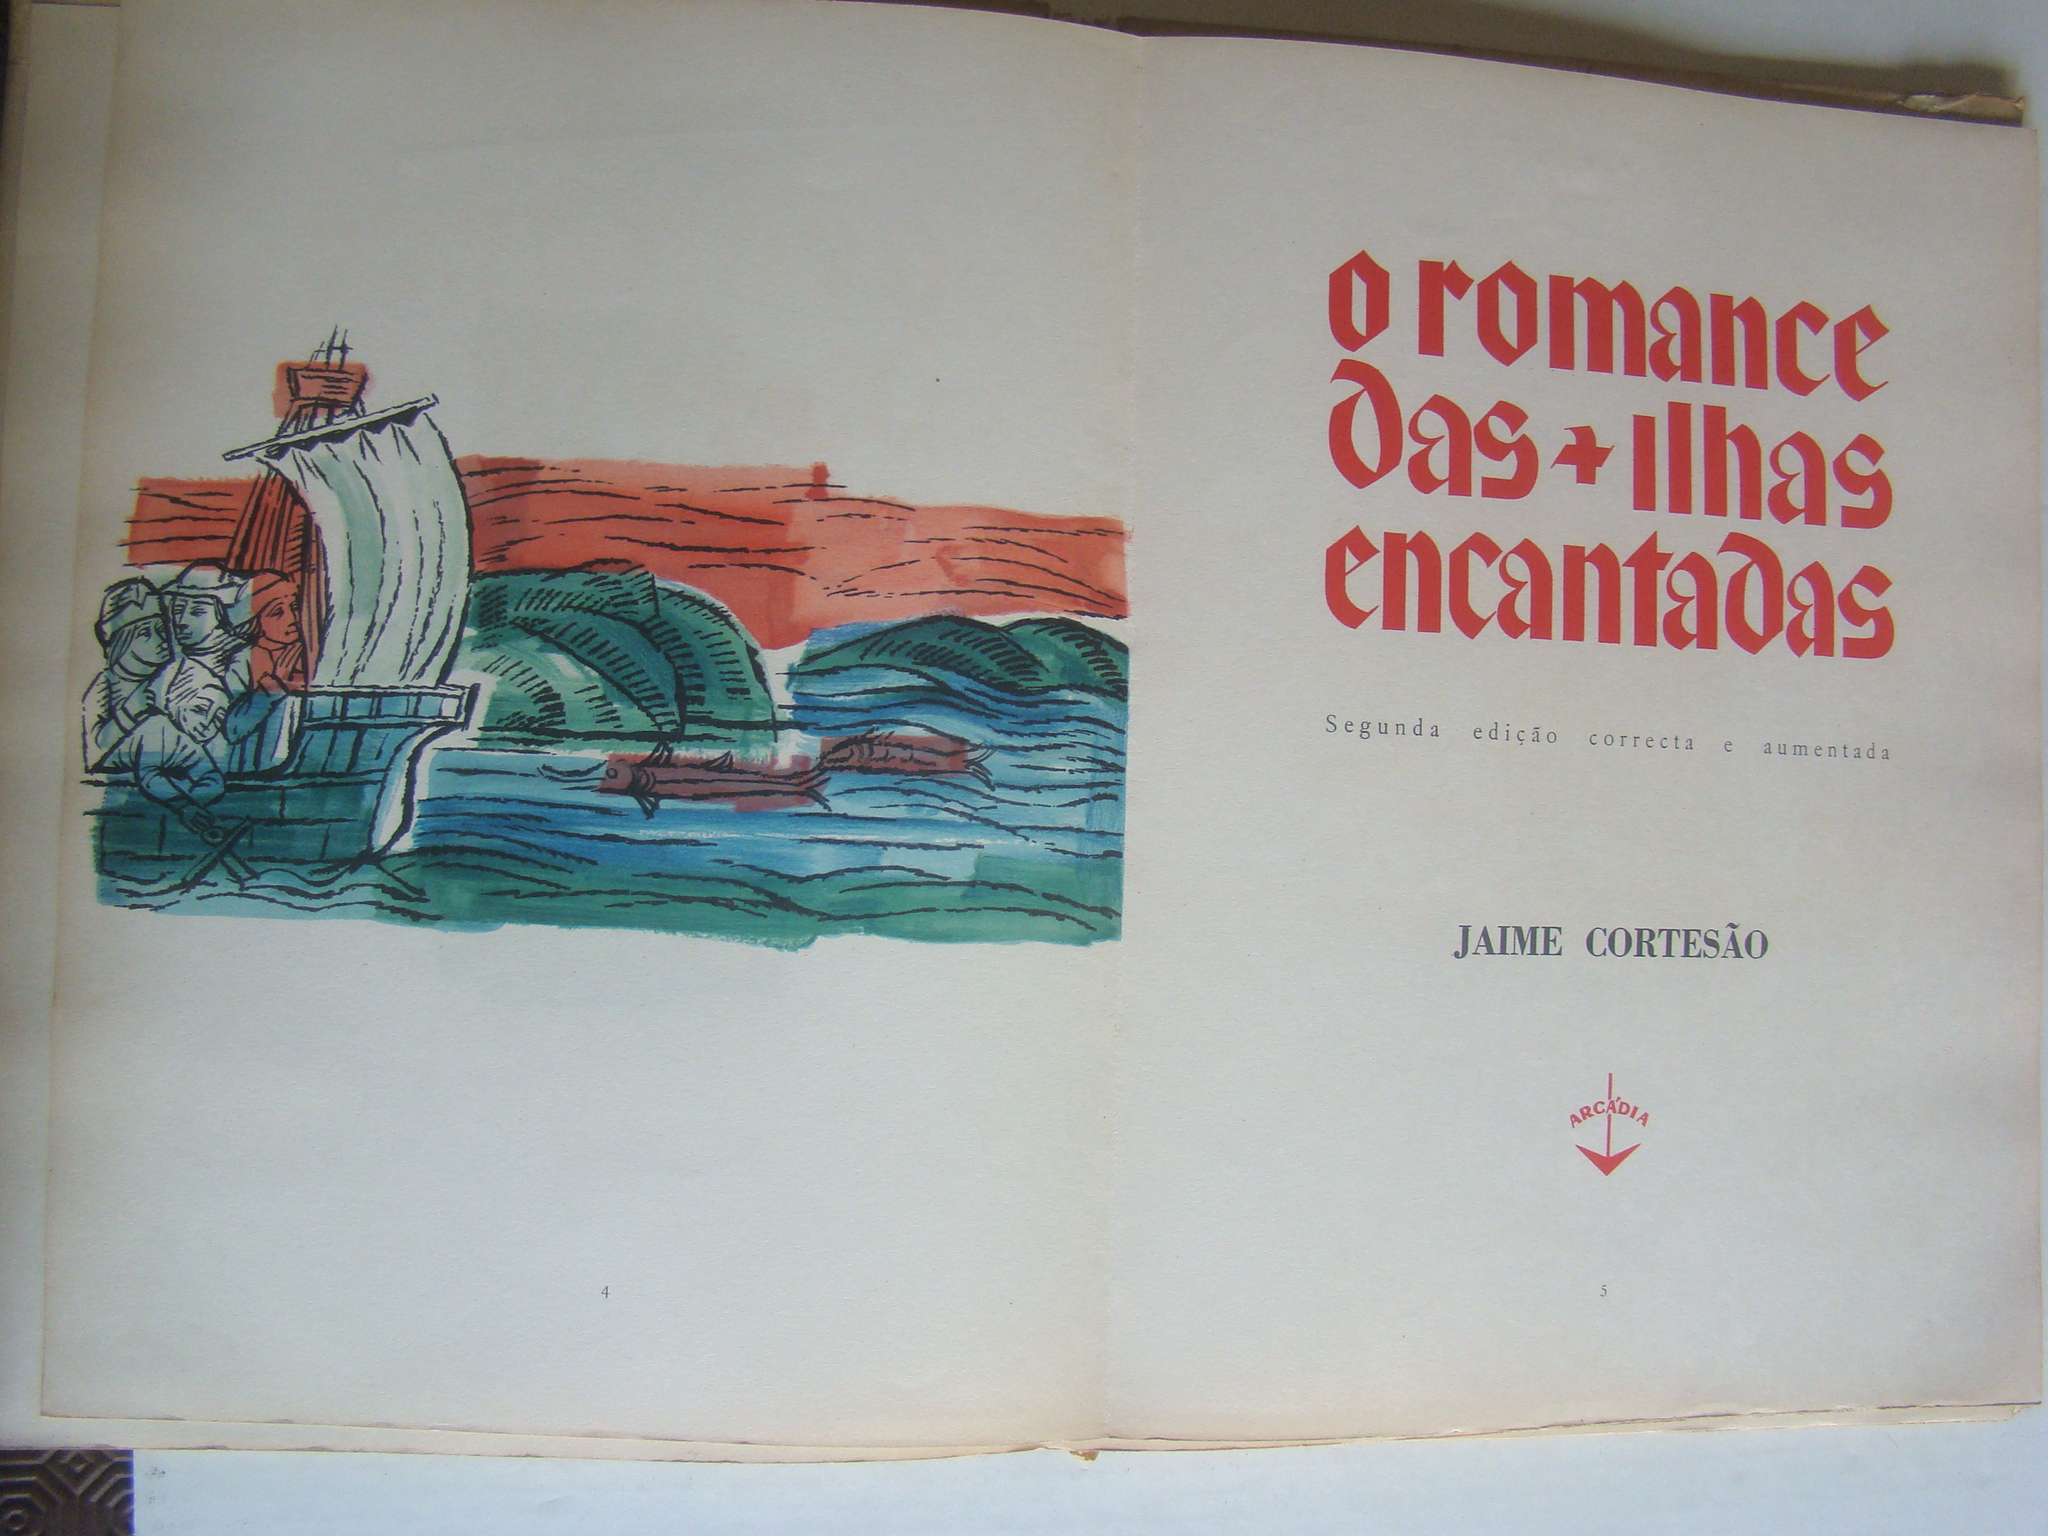 o romance
das + ilhas
encantadas
Segunda edição correcta e aumentada
JAIME CORTESÃO
ARCÁDIA
4
5